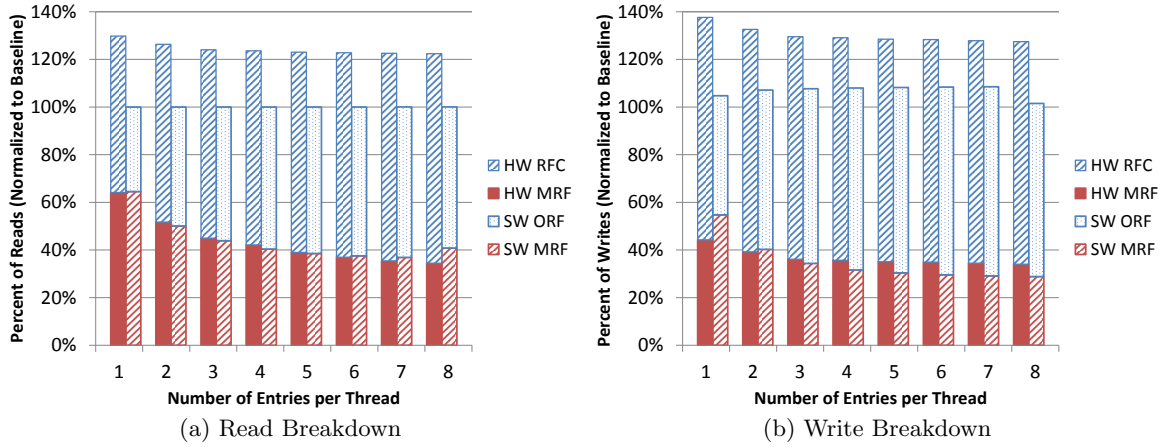 Percent of Reads (Normalized to Baseline)
140%
120%
100%
80%
60%
40%
20%
0%
1 2 3 4 5 6 7 8
Number of Entries per Thread
HW RFC
HW MRF
SW ORF
SW MRF
(a) Read Breakdown
Percent of Writes (Normalized to Baseline)
140%
120%
100%
80%
60%
40%
20%
0%
1 2 3 4 5 6 7 8
Number of Entries per Thread
HW RFC
HW MRF
SW ORF
SW MRF
(b) Write Breakdown